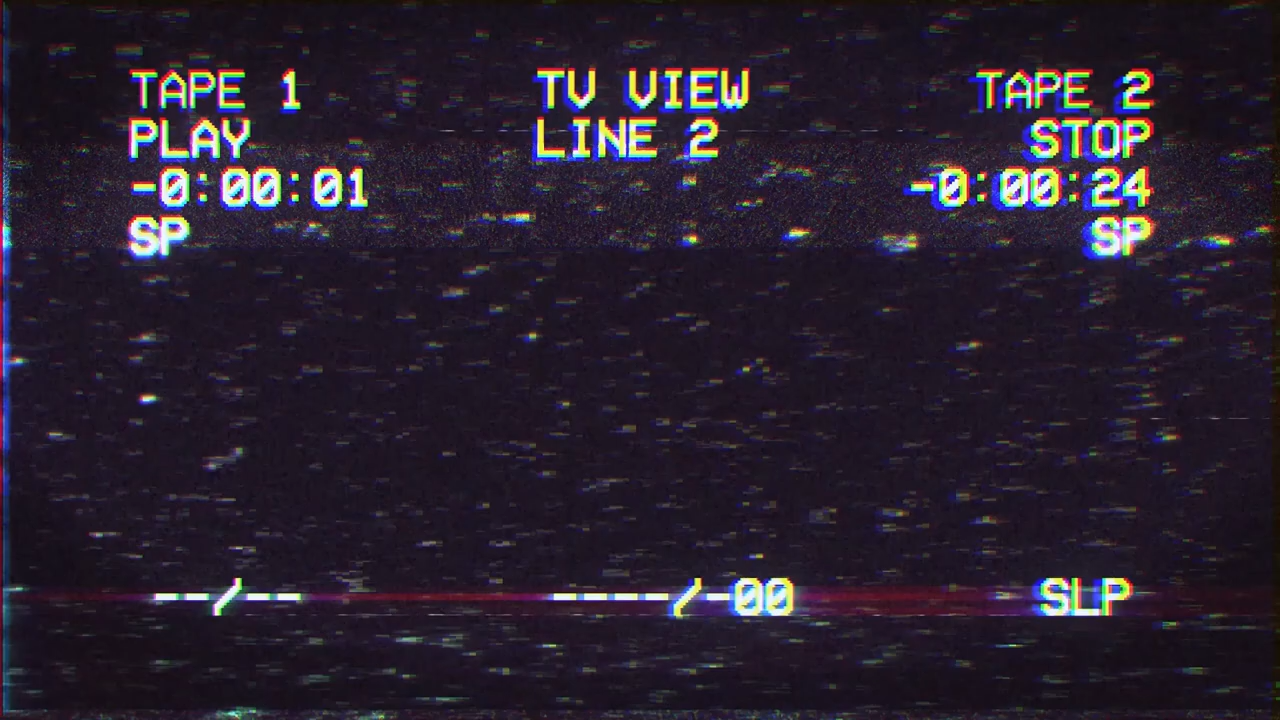 TAPE 1
PLAY
-0:00:01
SP
TV VIEW
LINE 2
TAPE 2
STOP
-0:00:24
SP
--/-- ----/-00 SLP